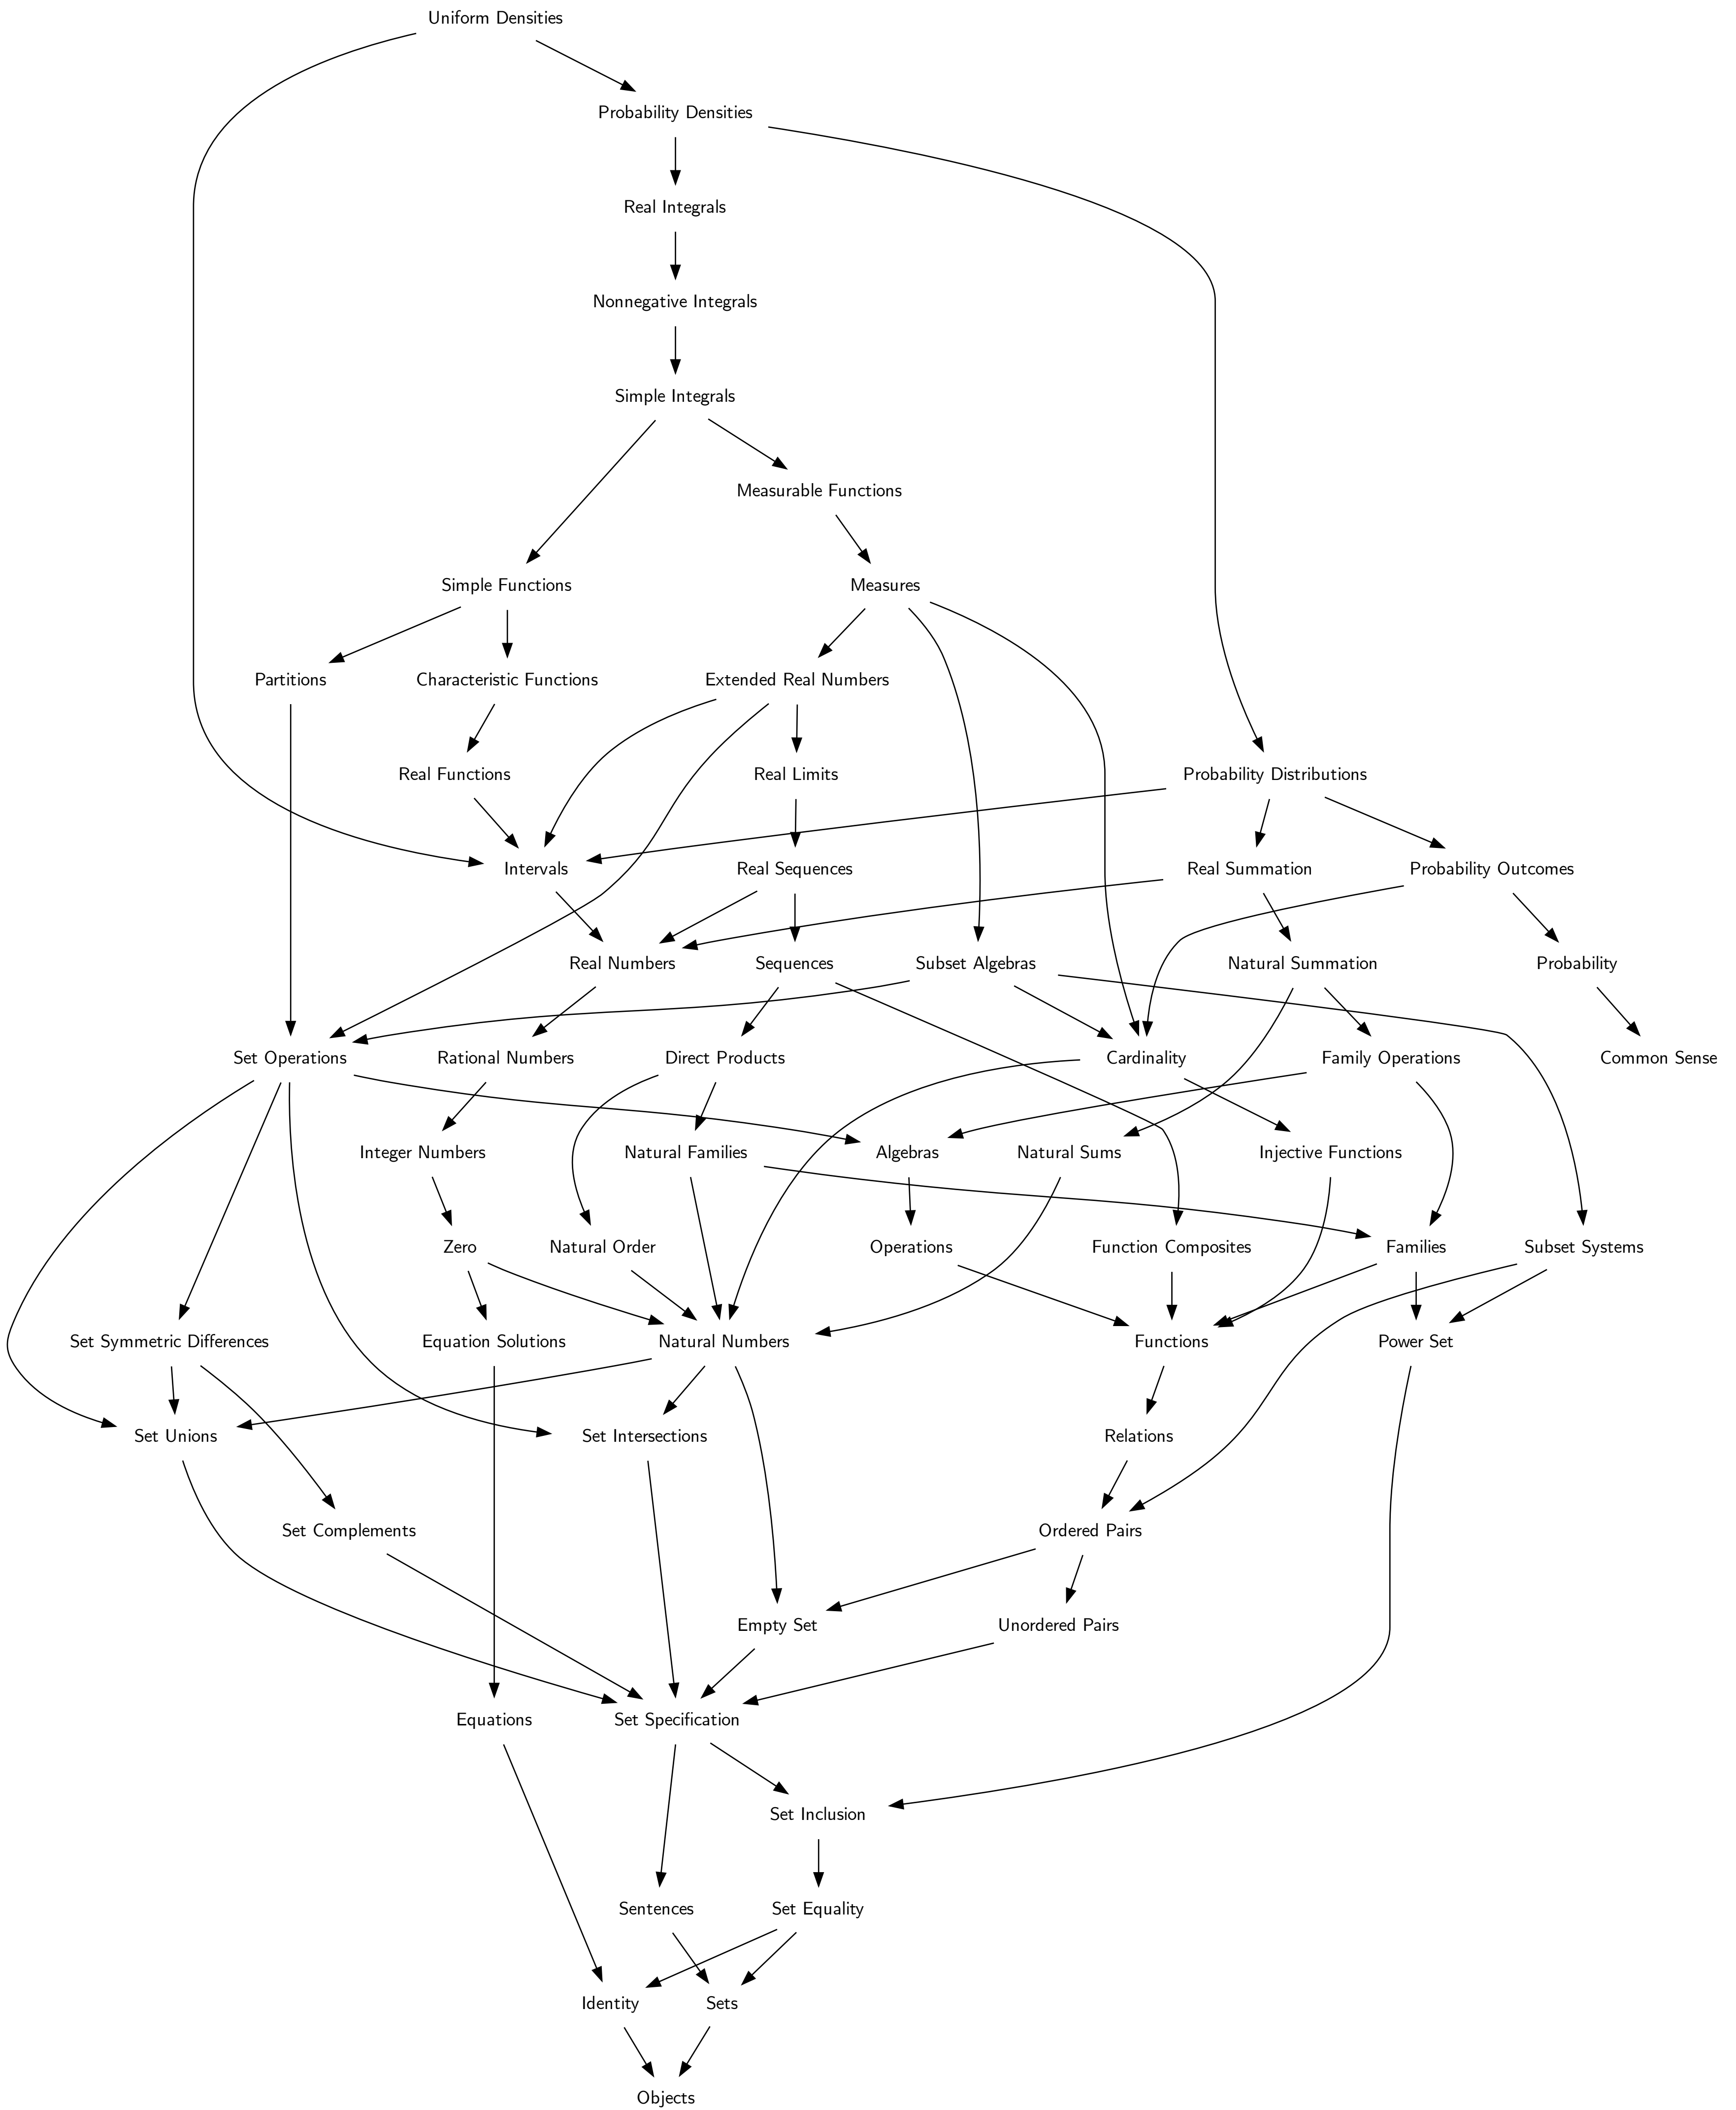 Uniform Densities
Probability Densities
Real Integrals
Nonnegative Integrals
Simple Integrals
Measurable Functions
Simple Functions
Measures
Partitions
Characteristic Functions
Extended Real Numbers
Real Functions
Real Limits
Probability Distributions
Intervals
Real Sequences
Real Summation
Probability Outcomes
Real Numbers
Sequences
Subset Algebras
Natural Summation
Probability
Set Operations
Rational Numbers
Direct Products
Cardinality
Family Operations
Common Sense
Integer Numbers
Natural Families
Algebras
Natural Sums
Injective Functions
Zero
Natural Order
Operations
Function Composites
Families
Subset Systems
Set Symmetric Differences
Equation Solutions
Natural Numbers
Functions
Power Set
Set Unions
Set Intersections
Relations
Set Complements
Ordered Pairs
Empty Set
Unordered Pairs
Equations
Set Specification
Set Inclusion
Sentences
Set Equality
Identity
Sets
Objects